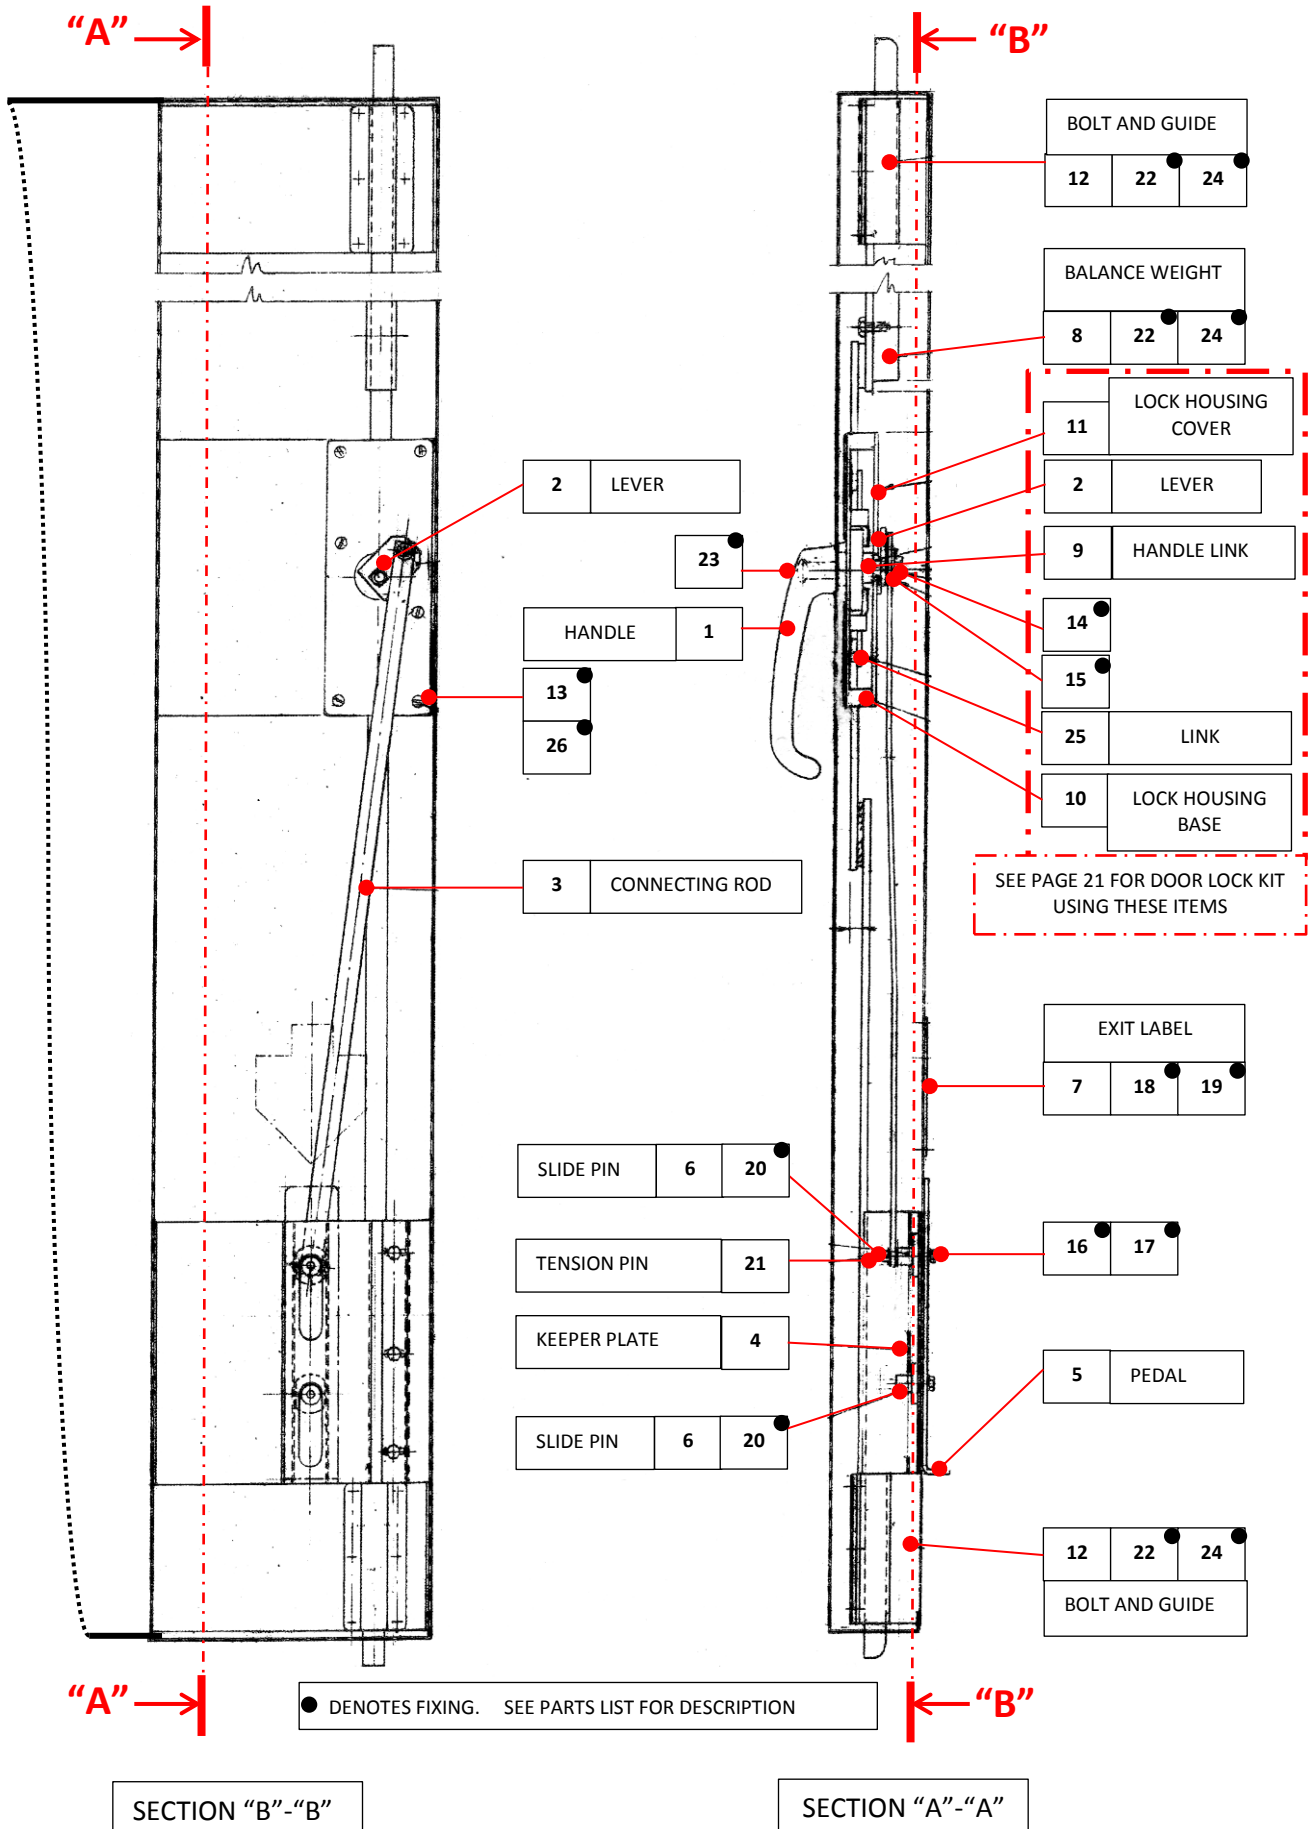 “A”
“B”
BOLT AND GUIDE
12 22 24
BALANCE WEIGHT
8 22 24
11 LOCK HOUSING
COVER
2 LEVER
2 LEVER
9 HANDLE LINK
23
14
HANDLE 1
15
13
26
25 LINK
10 LOCK HOUSING
BASE
3 CONNECTING ROD
SEE PAGE 21 FOR DOOR LOCK KIT
USING THESE ITEMS
EXIT LABEL
7 18 19
SLIDE PIN 6 20
16 17
TENSION PIN 21
KEEPER PLATE 4
5 PEDAL
SLIDE PIN 6 20
12 22 24
BOLT AND GUIDE
“A”
“B”
DENOTES FIXING. SEE PARTS LIST FOR DESCRIPTION
SECTION “B”-“B”
SECTION “A”-“A”